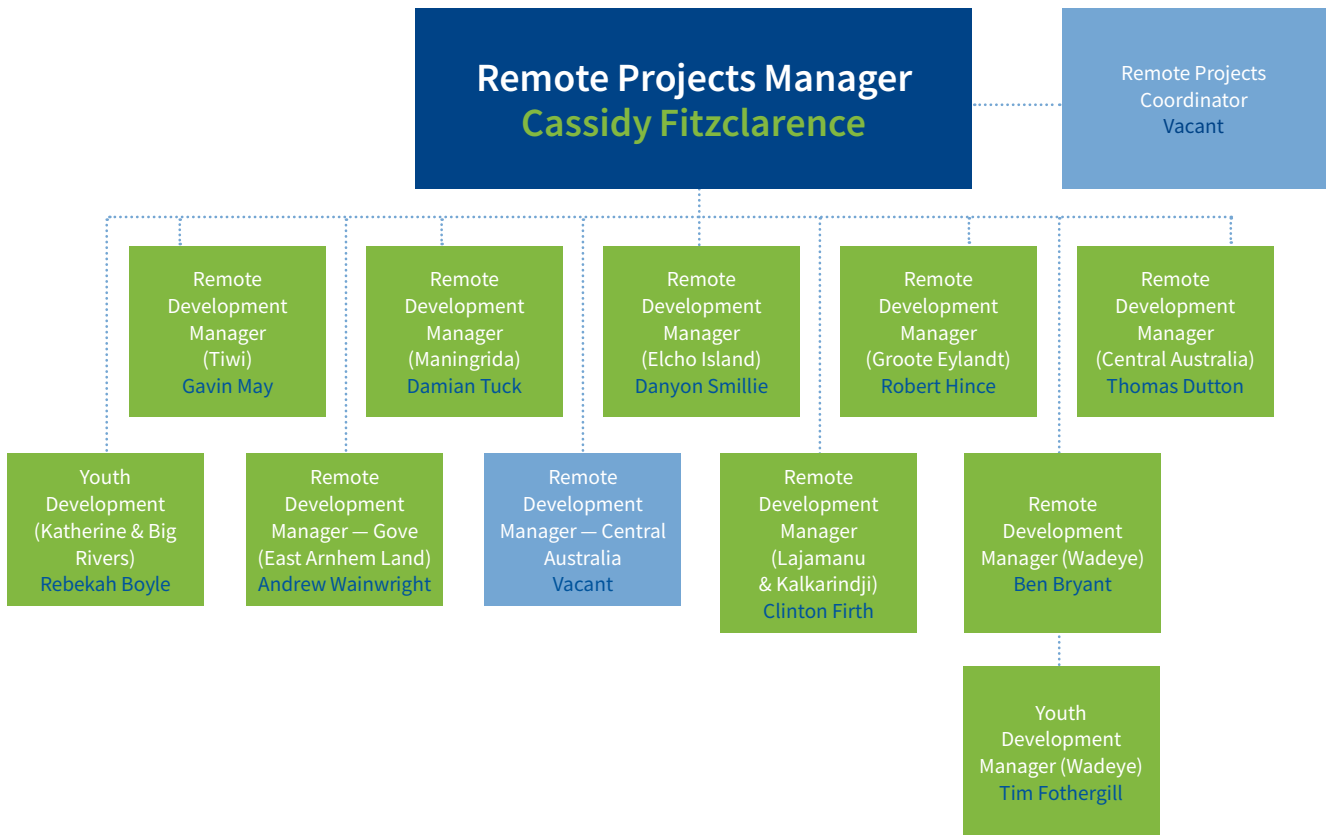 Remote Projects Manager
Cassidy Fitzclarence
Remote Projects
Coordinator
Vacant
Remote
Development
Manager
(Tiwi)
Gavin May
Remote
Development
Manager
(Maningrida)
Damian Tuck
Remote
Development
Manager
(Elcho Island)
Danyon Smillie
Remote
Development
Manager
(Groote Eylandt)
Robert Hince
Remote
Development
Manager
(Central Australia)
Thomas Dutton
Youth
Development
(Katherine & Big
Rivers)
Rebekah Boyle
Remote
Development
Manager — Gove
(East Arnhem Land)
Andrew Wainwright
Remote
Development
Manager — Central
Australia
Vacant
Remote
Development
Manager
(Lajamanu
& Kalkarindji)
Clinton Firth
Remote
Development
Manager (Wadeye)
Ben Bryant
Youth
Development
Manager (Wadeye)
Tim Fothergill